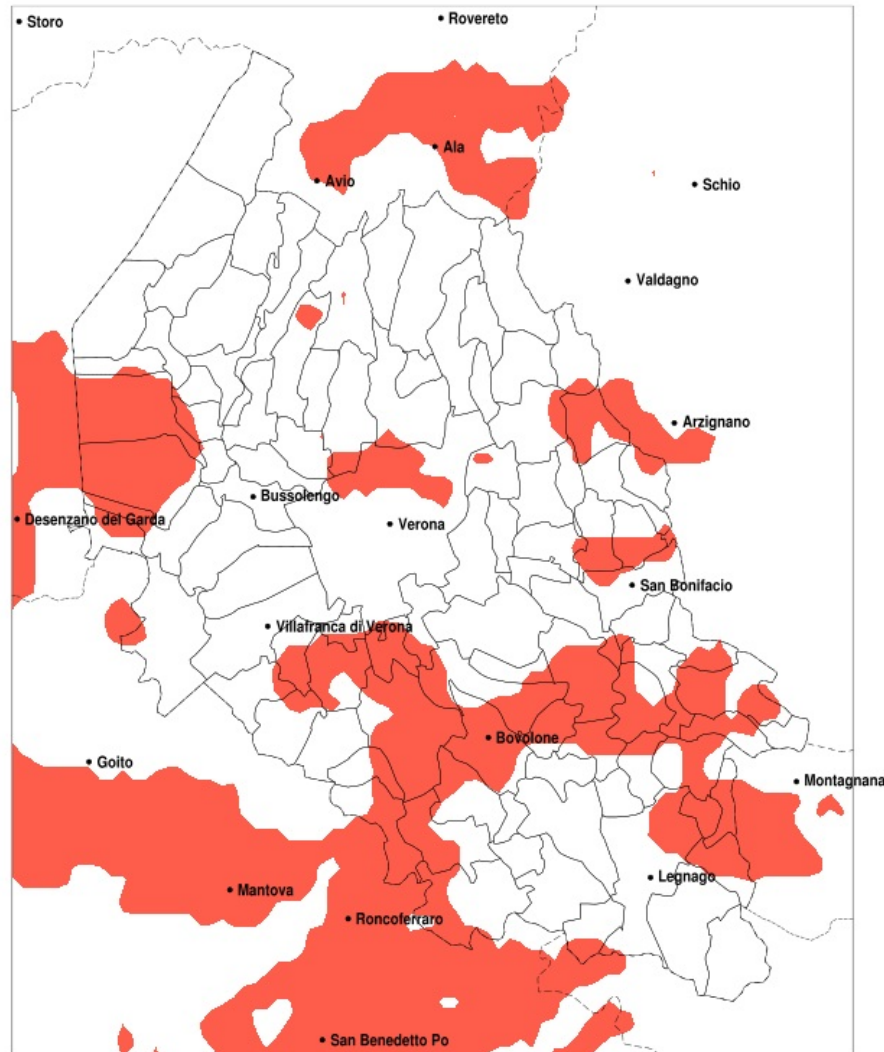 Storo
Rovereto
Ala
Avio
Schio
Valdagno
Arzignano
Bussolengo
Desenzano del Garda
Verona
San Bonifacio
Villafranca di Verona
Bovolone
Goito
Montagnana
Legnago
Mantova
Roncoferraro
San Benedetto Po